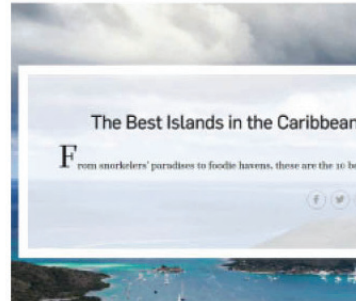 The Best Islands in the Caribbean
From snorkelers' paradises to foodie havens, these are the 10